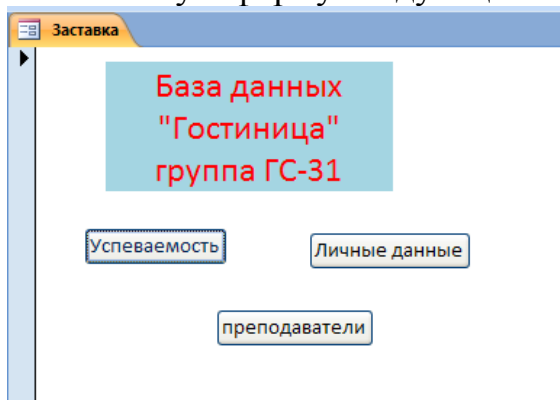 Заставка
База данных
"Гостиница"
группа ГС-31
Успеваемость
Личные данные
преподаватели